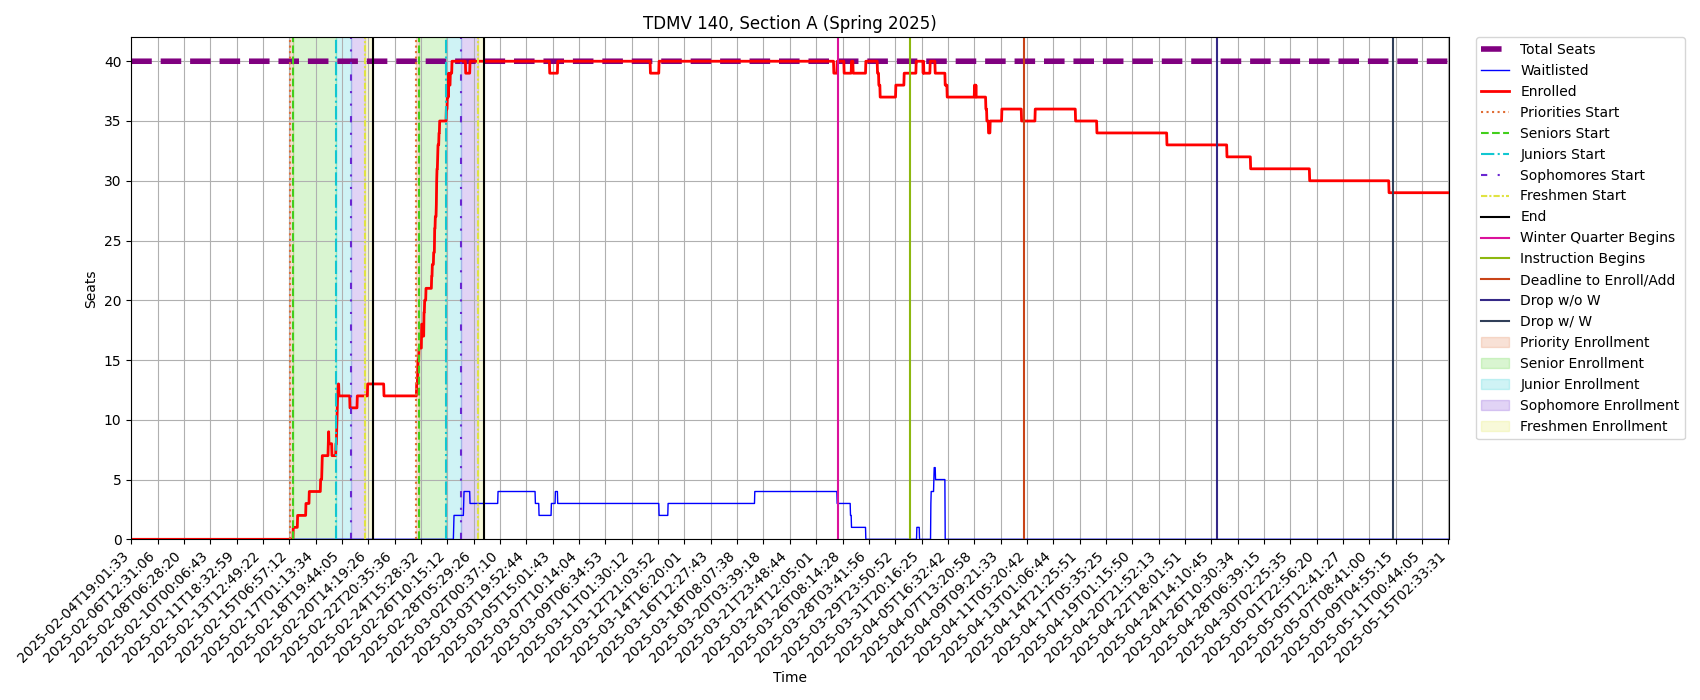 TDMV 140, Section A (Spring 2025)
Seats
40
35
30
25
20
15
10
5
0
2025-02-04T19:01:33
2025-02-06T12:31:06
2025-02-08T06:28:20
2025-02-10T00:06:43
2025-02-11T18:32:59
2025-02-13T12:49:22
2025-02-15T06:57:12
2025-02-17T01:13:34
2025-02-18T19:44:05
2025-02-20T14:19:26
2025-02-22T20:35:36
2025-02-24T15:28:32
2025-02-26T10:15:12
2025-02-28T05:29:26
2025-03-02T00:37:10
2025-03-03T19:52:44
2025-03-05T15:01:43
2025-03-07T10:14:04
2025-03-09T06:34:53
2025-03-11T01:30:12
2025-03-12T21:03:52
2025-03-14T16:20:01
2025-03-16T12:27:43
2025-03-18T08:07:38
2025-03-20T03:39:18
2025-03-21T23:48:44
2025-03-24T12:05:01
2025-03-26T08:14:28
2025-03-28T03:41:56
2025-03-29T23:50:52
2025-03-31T20:16:25
2025-04-05T16:32:42
2025-04-07T13:20:58
2025-04-09T09:21:33
2025-04-11T05:20:42
2025-04-13T01:06:44
2025-04-14T21:25:51
2025-04-17T05:35:25
2025-04-19T01:15:50
2025-04-20T21:52:13
2025-04-22T18:01:51
2025-04-24T14:10:45
2025-04-26T10:30:34
2025-04-28T06:39:15
2025-04-30T02:25:35
2025-05-01T22:56:20
2025-05-05T12:41:27
2025-05-07T08:41:00
2025-05-09T04:55:15
2025-05-11T00:44:05
2025-05-15T02:33:31
Time
Total Seats
Waitlisted
Enrolled
Priorities Start
Seniors Start
Juniors Start
Sophomores Start
Freshmen Start
End
Winter Quarter Begins
Instruction Begins
Deadline to Enroll/Add
Drop w/o W
Drop w/ W
Priority Enrollment
Senior Enrollment
Junior Enrollment
Sophomore Enrollment
Freshmen Enrollment